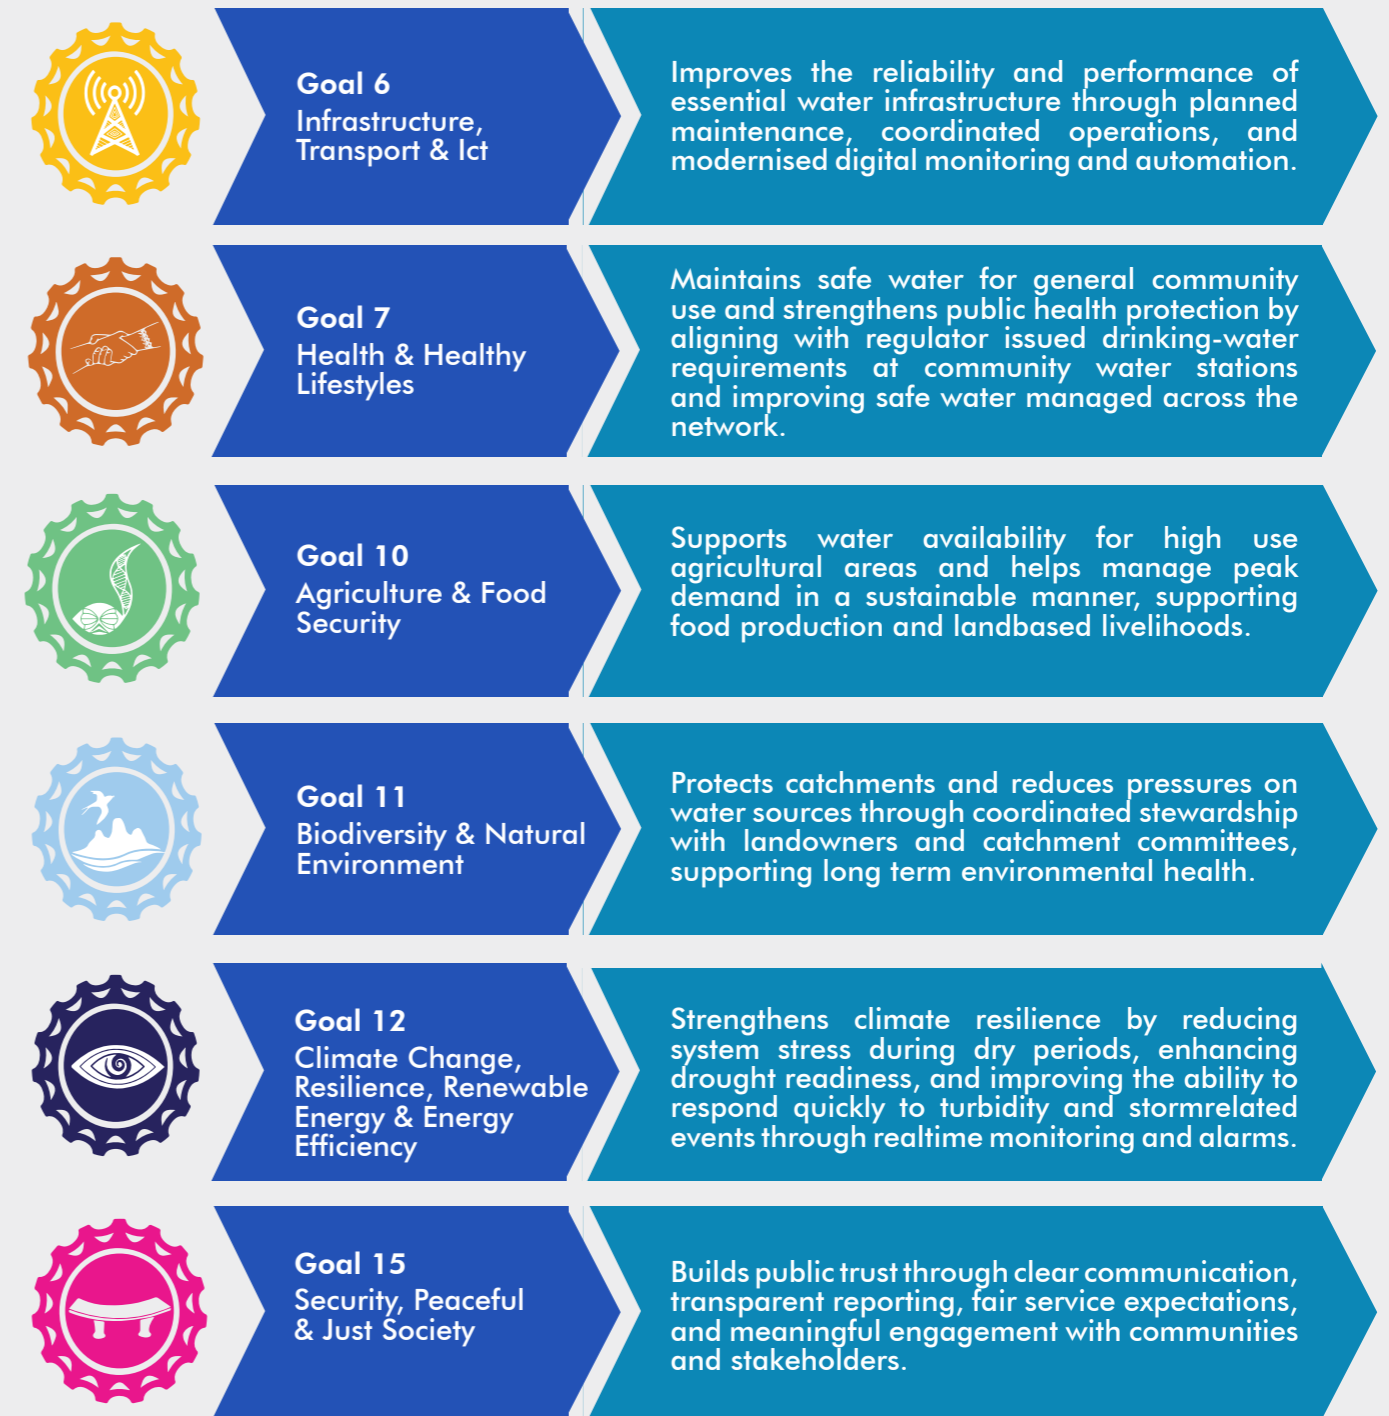 Goal 6
Infrastructure,
Transport & Ict
Improves the reliability and performance of
essential water infrastructure through planned
maintenance, coordinated operations, and
modernised digital monitoring and automation.
Goal 7
Health & Healthy
Lifestyles
Maintains safe water for general community
use and strengthens public health protection by
aligning with regulator issued drinking-water
requirements at community water stations
and improving safe water managed across the
network.
Goal 10
Agriculture & Food
Security
Supports water availability for high use
agricultural areas and helps manage peak
demand in a sustainable manner, supporting
food production and landbased livelihoods.
Goal 11
Biodiversity & Natural
Environment
Protects catchments and reduces pressures on
water sources through coordinated stewardship
with landowners and catchment committees,
supporting long term environmental health.
Goal 12
Climate Change,
Resilience, Renewable
Energy & Energy
Efficiency
Strengthens climate resilience by reducing
system stress during dry periods, enhancing
drought readiness, and improving the ability to
respond quickly to turbidity and stormrelated
events through realtime monitoring and alarms.
Goal 15
Security, Peaceful
& Just Society
Builds public trust through clear communication,
transparent reporting, fair service expectations,
and meaningful engagement with communities
and stakeholders.